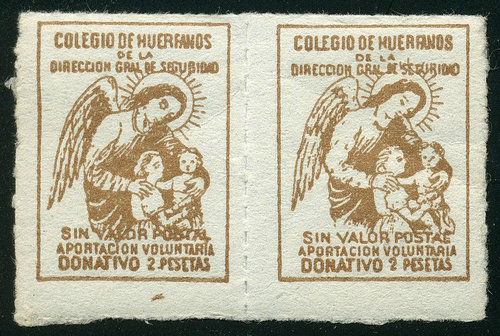 COLEGIO DE HUERFANOS
DE LA
DIRECCION GRAL DE SEGURIDAD
SIN VALOR POSTAL
APORTACION VOLUNTARIA
DONATIVO 2 PESETAS
COLEGIO DE HUERFANOS
DE LA
DIRECCION GRAL DE SEGURIDAD
SIN VALOR POSTAL
APORTACION VOLUNTARIA
DONATIVO 2 PESETAS